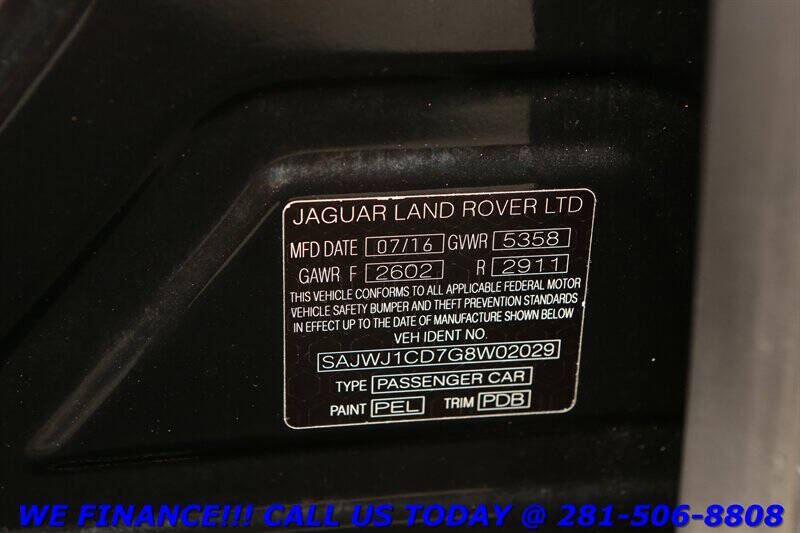 JAGUAR LAND ROVER LTD
MFD DATE 07/16 GVWR 5358
GAWR F 2602 R 2911
THIS VEHICLE CONFORMS TO ALL APPLICABLE FEDERAL MOTOR
VEHICLE SAFETY BUMPER AND THEFT PREVENTION STANDARDS
IN EFFECT UP TO THE DATE OF MANUFACTURE SHOWN BELOW
VEH IDENT NO.
SAJWJ1CD7G8W02029
TYPE PASSENGER CAR
PAINT PEL TRIM PDB
WE FINANCE!!! CALL US TODAY @ 281-506-8808